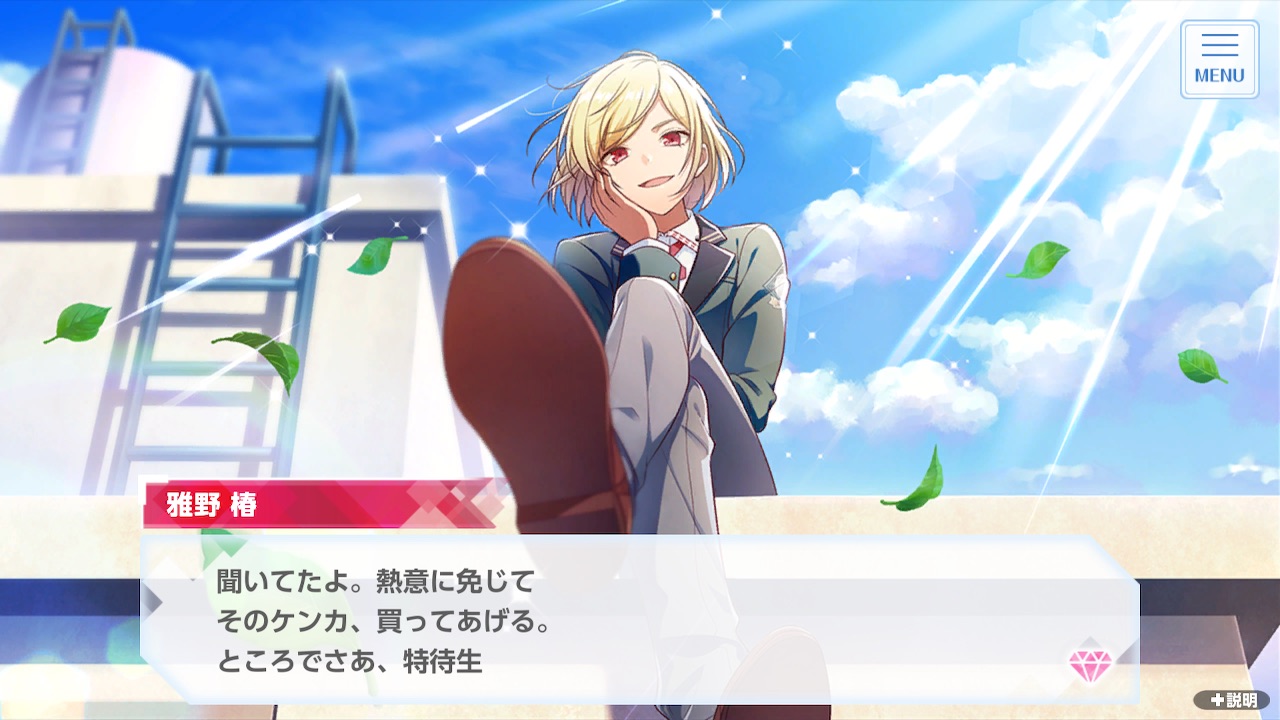 MENU
雅野 椿
聞いてたよ。熱意に免じて
そのケンカ、買ってあげる。
ところでさあ、特待生
+説明